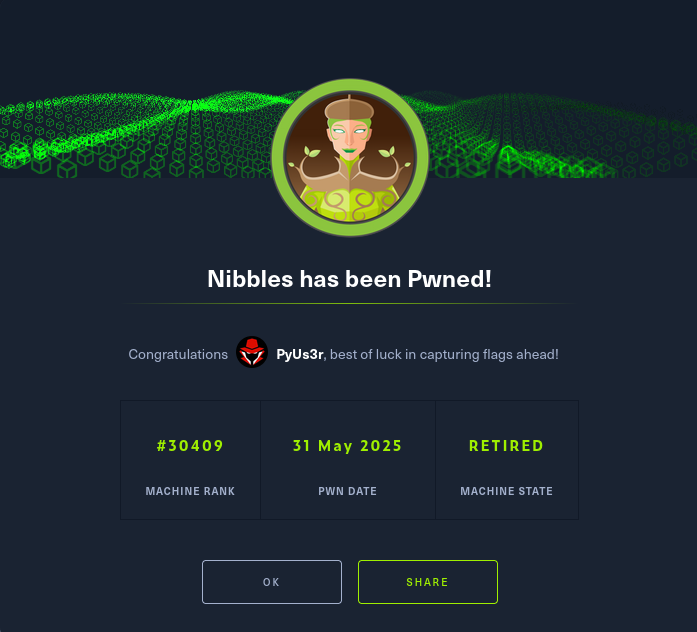 Nibbles has been Pwned!
Congratulations PyUs3r, best of luck in capturing flags ahead!
#30409 31 May 2025 RETIRED
MACHINE RANK PWN DATE MACHINE STATE
OK SHARE